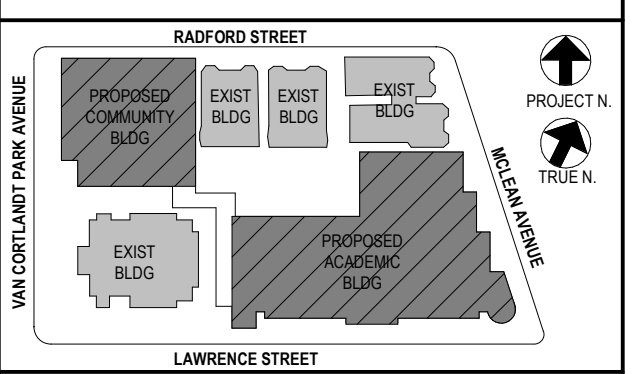 RADFORD STREET
VAN CORTLANDT PARK AVENUE
PROPOSED
COMMUNITY
BLDG
EXIST
BLDG
EXIST
BLDG
EXIST
BLDG
PROJECT N.
TRUE N.
MCLEAN AVENUE
EXIST
BLDG
PROPOSED
ACADEMIC
BLDG
LAWRENCE STREET